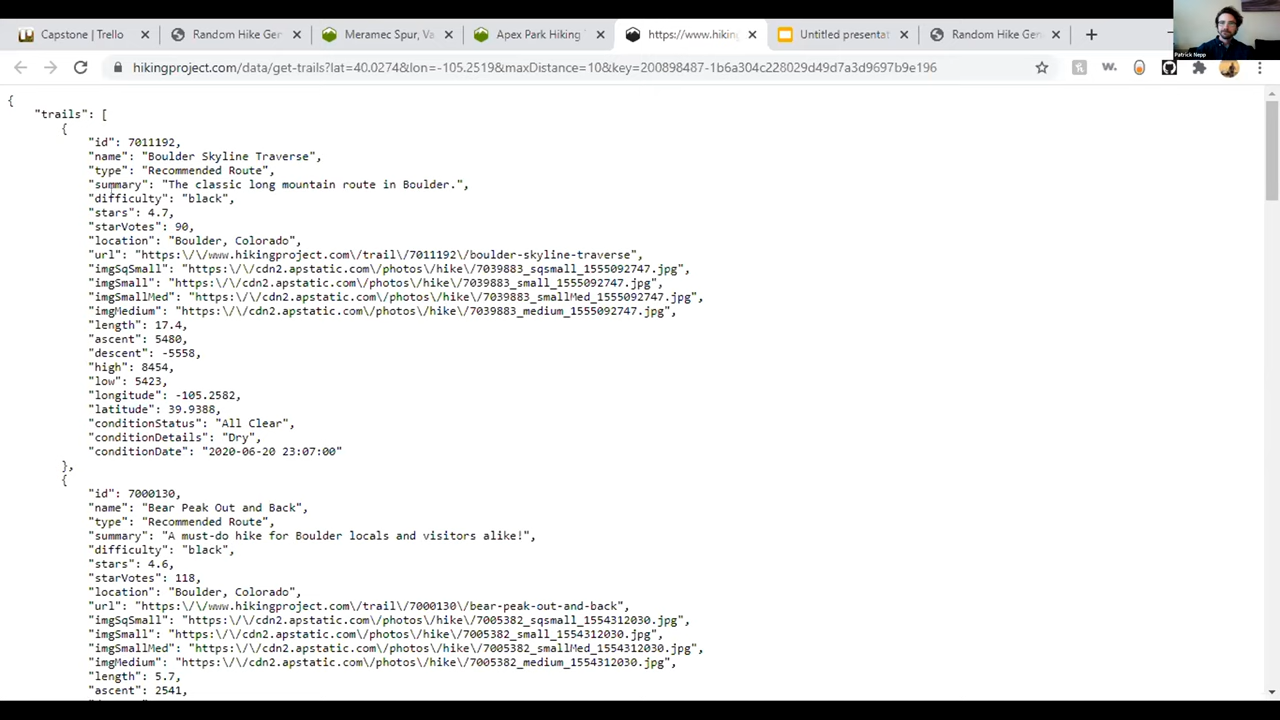 Capstone | Trello
Random Hike Gen
Meramec Spur, Va
Apex Park Hiking
https://www.hiking
Untitled presentat
Random Hike Gen
Patrick Nepp
hikingproject.com/data/get-trails?lat=40.0274&lon=-105.2519&maxDistance=10&key=200898487-1b6a304c228029d49d7a3d9697b9e196
{
"trails": [
{
"id": 7011192,
"name": "Boulder Skyline Traverse",
"type": "Recommended Route",
"summary": "The classic long mountain route in Boulder.",
"difficulty": "black",
"stars": 4.7,
"starVotes": 90,
"location": "Boulder, Colorado",
"url": "https:\/\/www.hikingproject.com\/trail\/7011192\/boulder-skyline-traverse",
"imgSqSmall": "https:\/\/cdn2.apstatic.com\/photos\/hike\/7039883_sqsmall_1555092747.jpg",
"imgSmall": "https:\/\/cdn2.apstatic.com\/photos\/hike\/7039883_small_1555092747.jpg",
"imgSmallMed": "https:\/\/cdn2.apstatic.com\/photos\/hike\/7039883_smallMed_1555092747.jpg",
"imgMedium": "https:\/\/cdn2.apstatic.com\/photos\/hike\/7039883_medium_1555092747.jpg",
"length": 17.4,
"ascent": 5480,
"descent": -5558,
"high": 8454,
"low": 5423,
"longitude": -105.2582,
"latitude": 39.9388,
"conditionStatus": "All Clear",
"conditionDetails": "Dry",
"conditionDate": "2020-06-20 23:07:00"
},
{
"id": 7000130,
"name": "Bear Peak Out and Back",
"type": "Recommended Route",
"summary": "A must-do hike for Boulder locals and visitors alike!",
"difficulty": "black",
"stars": 4.6,
"starVotes": 118,
"location": "Boulder, Colorado",
"url": "https:\/\/www.hikingproject.com\/trail\/7000130\/bear-peak-out-and-back",
"imgSqSmall": "https:\/\/cdn2.apstatic.com\/photos\/hike\/7005382_sqsmall_1554312030.jpg",
"imgSmall": "https:\/\/cdn2.apstatic.com\/photos\/hike\/7005382_small_1554312030.jpg",
"imgSmallMed": "https:\/\/cdn2.apstatic.com\/photos\/hike\/7005382_smallMed_1554312030.jpg",
"imgMedium": "https:\/\/cdn2.apstatic.com\/photos\/hike\/7005382_medium_1554312030.jpg",
"length": 5.7,
"ascent": 2541,